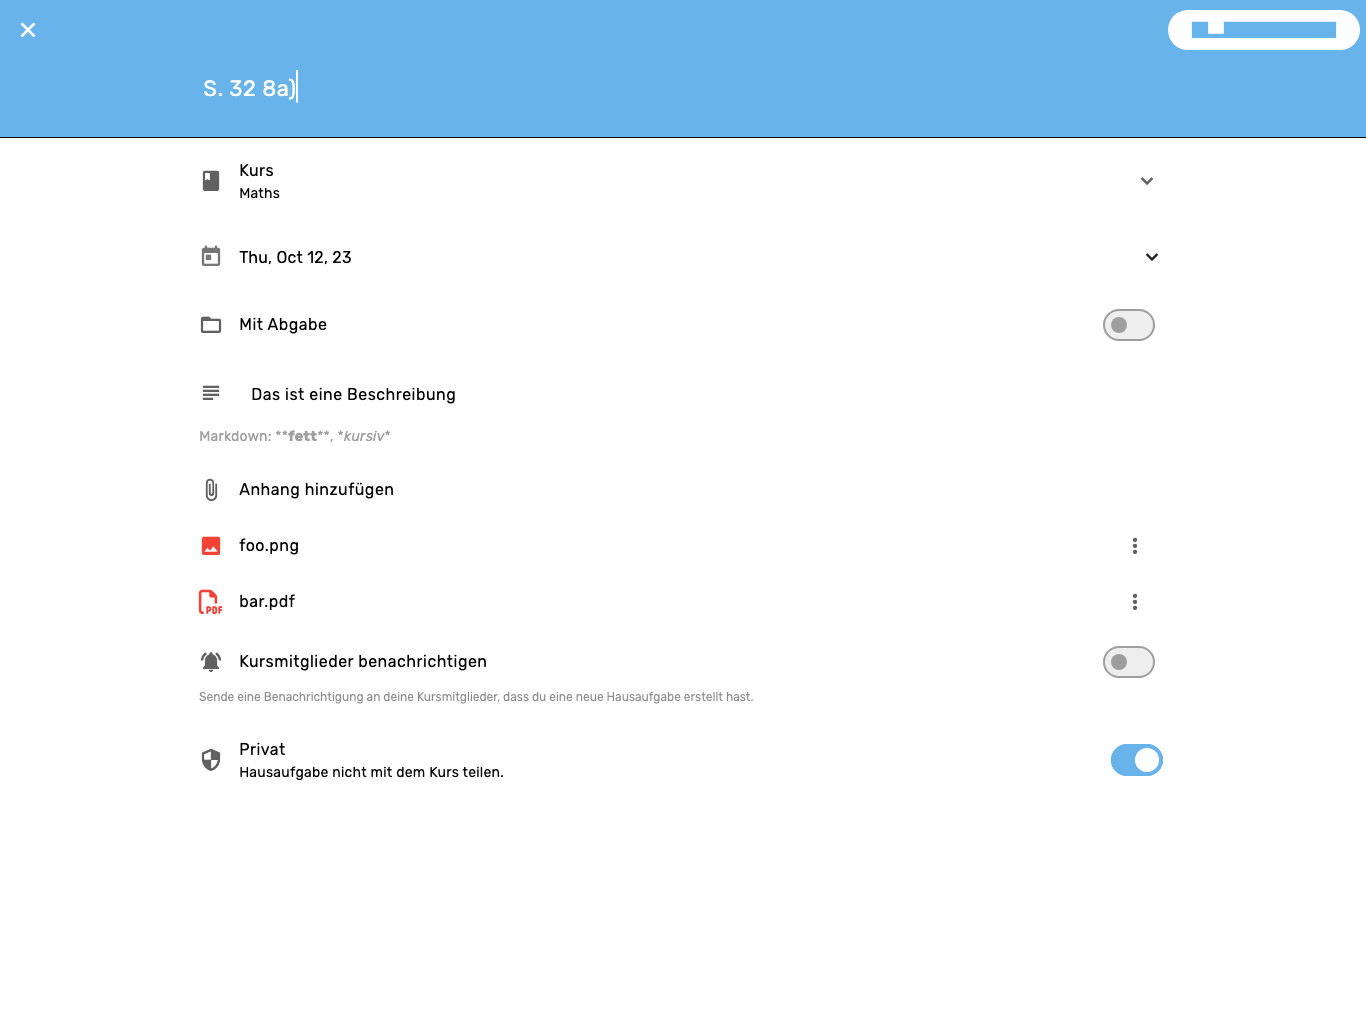 S. 32 8a)
Kurs
Maths
Thu, Oct 12, 23
Mit Abgabe
Das ist eine Beschreibung
Markdown: **fett**, *kursiv*
Anhang hinzufügen
foo.png
PDF
bar.pdf
Kursmitglieder benachrichtigen
Sende eine Benachrichtigung an deine Kursmitglieder, dass du eine neue Hausaufgabe erstellt hast.
Privat
Hausaufgabe nicht mit dem Kurs teilen.